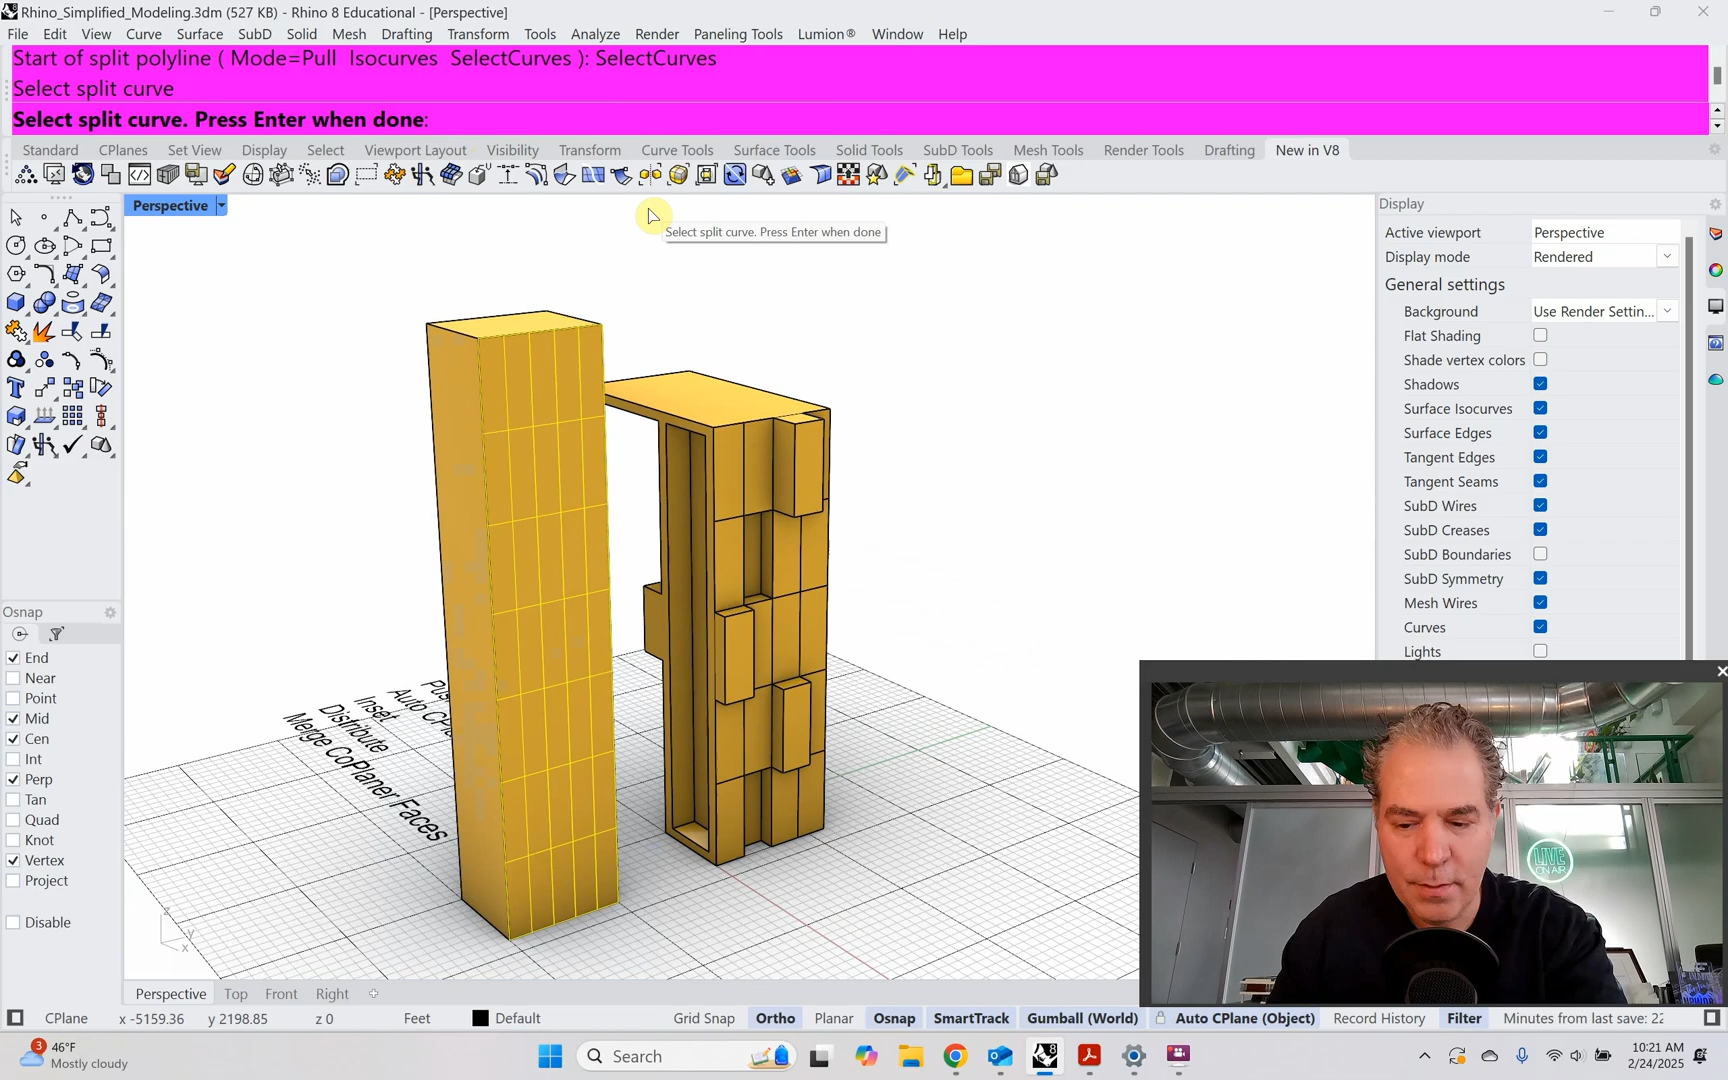 Rhino_Simplified_Modeling.3dm (527 KB) - Rhino 8 Educational - [Perspective]
File Edit View Curve Surface SubD Solid Mesh Drafting Transform Tools Analyze Render Paneling Tools Lumion® Window Help
Start of split polyline ( Mode=Pull Isocurves SelectCurves ): SelectCurves
Select split curve
Select split curve. Press Enter when done:
Standard CPlanes Set View Display Select Viewport Layout Visibility Transform Curve Tools Surface Tools Solid Tools SubD Tools Mesh Tools Render Tools Drafting New in V8
Perspective
Select split curve. Press Enter when done
Display
Active viewport Perspective
Display mode Rendered
General settings
Background Use Render Settin...
Flat Shading
Shade vertex colors
Shadows
Surface Isocurves
Surface Edges
Tangent Edges
Tangent Seams
SubD Wires
SubD Creases
SubD Boundaries
SubD Symmetry
Mesh Wires
Curves
Lights
Osnap
End
Near
Point
Mid
Cen
Int
Perp
Tan
Quad
Knot
Vertex
Project
Disable
Auto
Inset
Distribute
Merge CoPlaner Faces
z
y
x
LIVE
ON AIR
Perspective Top Front Right
CPlane x -5159.36 y 2198.85 z 0 Feet Default Grid Snap Ortho Planar Osnap SmartTrack Gumball (World) Auto CPlane (Object) Record History Filter Minutes from last save: 22
3
46°F
Mostly cloudy
Search
8
10:21 AM
2/24/2025